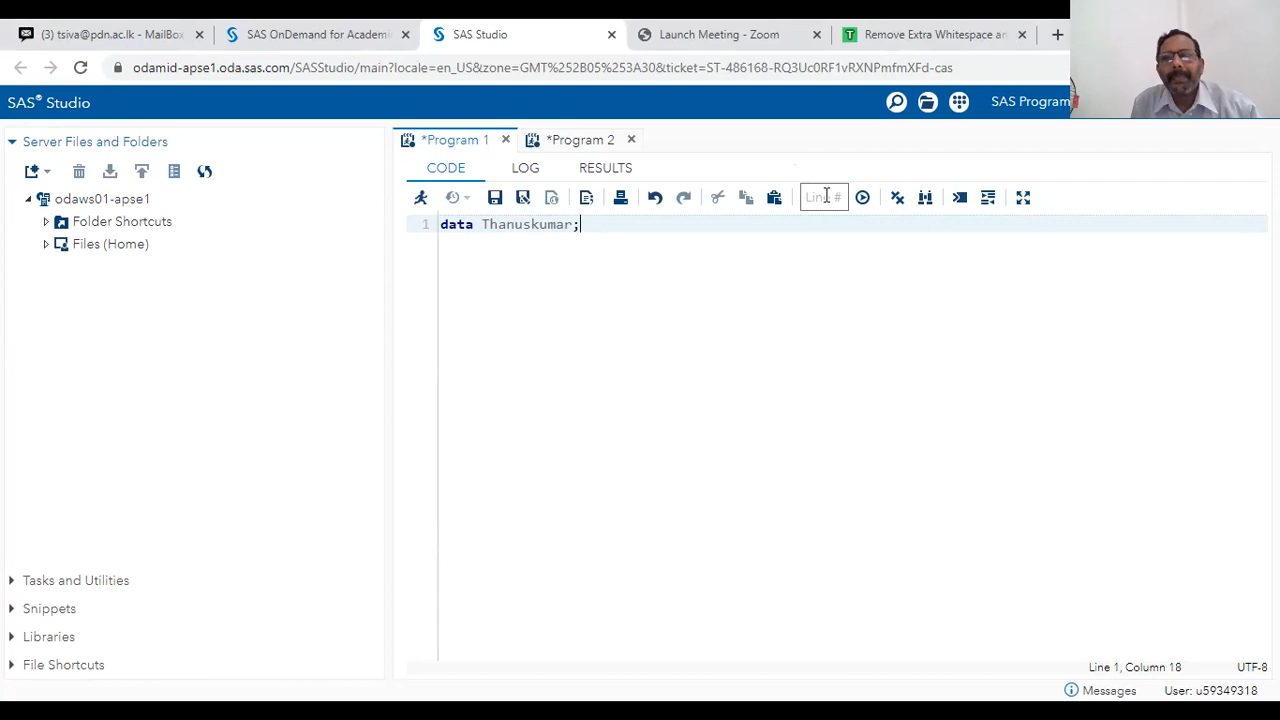 (3) tsiva@pdn.ac.lk - MailBox
SAS OnDemand for Academi
SAS Studio
Launch Meeting - Zoom
Remove Extra Whitespace an
odamid-apse1.oda.sas.com/SASStudio/main?locale=en_US&zone=GMT%252B05%253A30&ticket=ST-486168-RQ3Uc0RF1vRXNPmfmXFd-cas
SAS® Studio
SAS Program
Server Files and Folders
*Program 1
*Program 2
CODE
LOG
RESULTS
odaws01-apse1
Line #
Folder Shortcuts
1 data Thanuskumar;
Files (Home)
Tasks and Utilities
Snippets
Libraries
File Shortcuts
Line 1, Column 18
UTF-8
Messages
User: u59349318